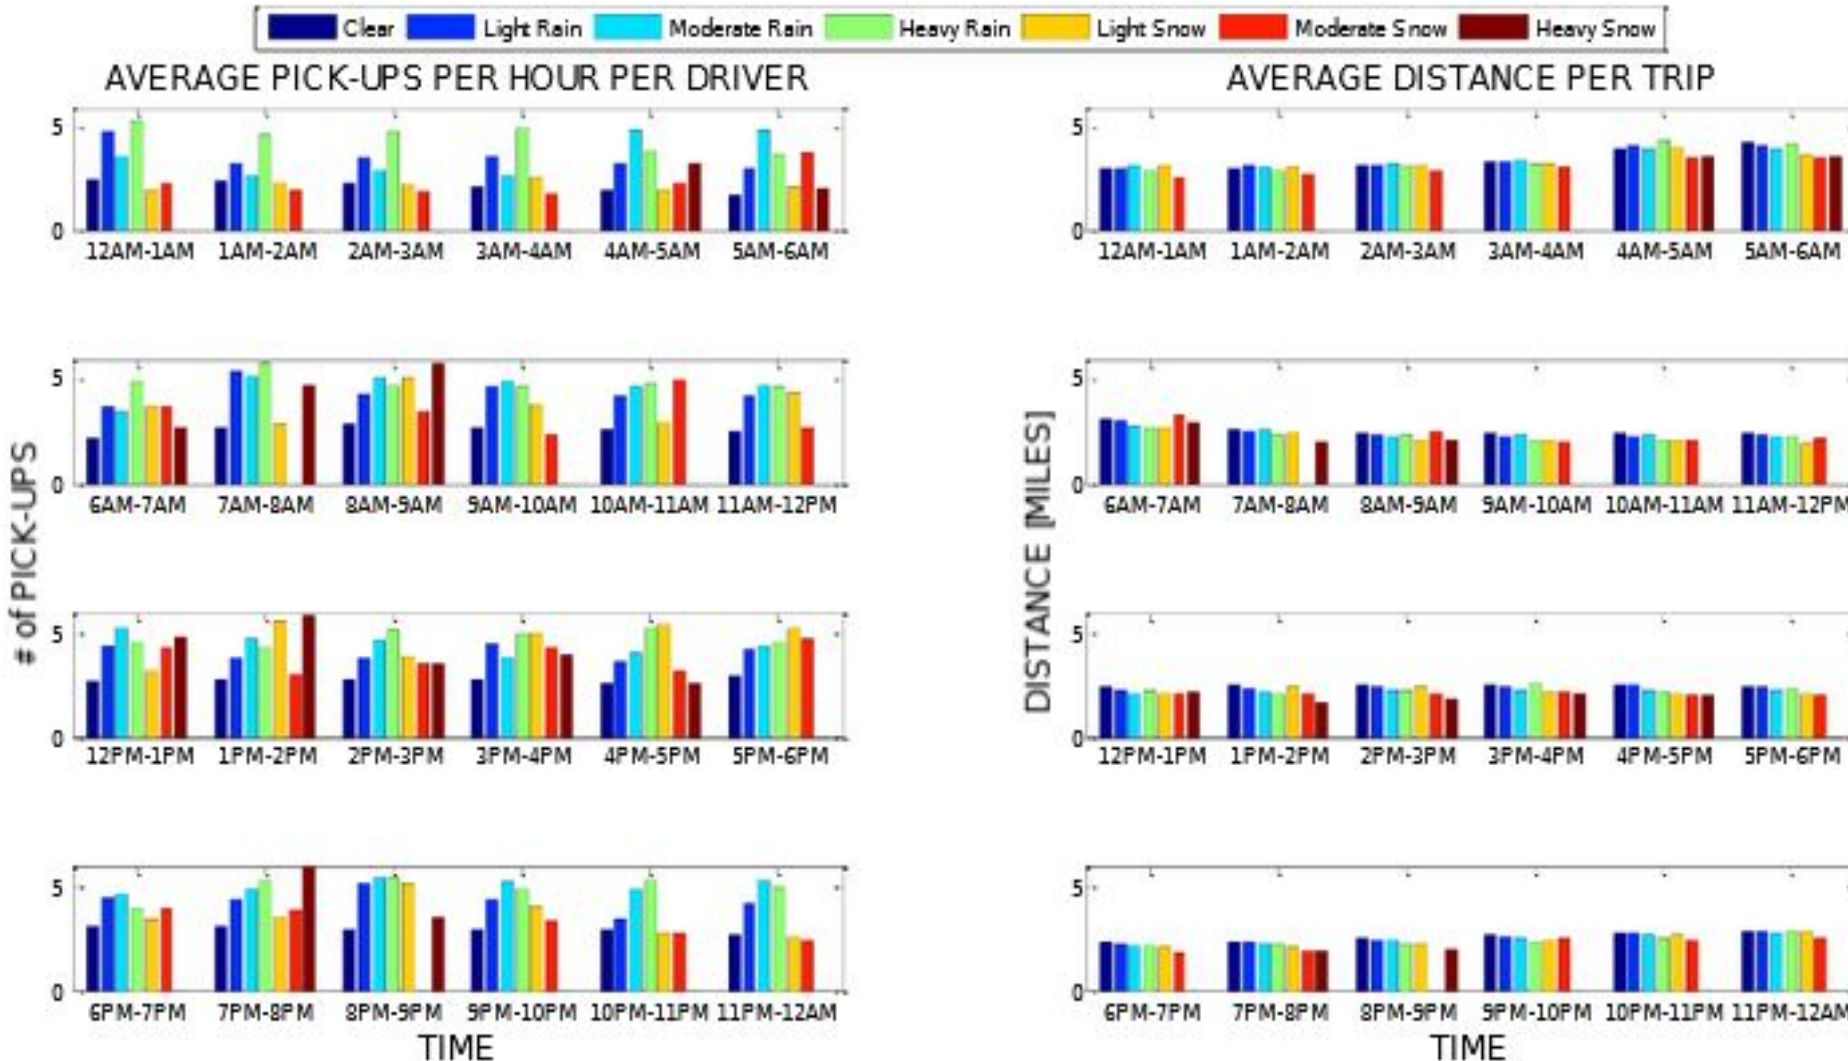 Clear Light Rain Moderate Rain Heavy Rain Light Snow Moderate Snow Heavy Snow
AVERAGE PICK-UPS PER HOUR PER DRIVER
# of PICK-UPS
5
0
12AM-1AM 1AM-2AM 2AM-3AM 3AM-4AM 4AM-5AM 5AM-6AM
5
0
6AM-7AM 7AM-8AM 8AM-9AM 9AM-10AM 10AM-11AM 11AM-12PM
5
0
12PM-1PM 1PM-2PM 2PM-3PM 3PM-4PM 4PM-5PM 5PM-6PM
5
0
6PM-7PM 7PM-8PM 8PM-9PM 9PM-10PM 10PM-11PM 11PM-12AM
TIME
AVERAGE DISTANCE PER TRIP
DISTANCE [MILES]
5
0
12AM-1AM 1AM-2AM 2AM-3AM 3AM-4AM 4AM-5AM 5AM-6AM
5
0
6AM-7AM 7AM-8AM 8AM-9AM 9AM-10AM 10AM-11AM 11AM-12PM
5
0
12PM-1PM 1PM-2PM 2PM-3PM 3PM-4PM 4PM-5PM 5PM-6PM
5
0
6PM-7PM 7PM-8PM 8PM-9PM 9PM-10PM 10PM-11PM 11PM-12AM
TIME